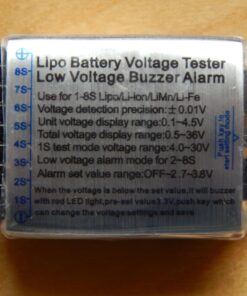 Lipo Battery Voltage Tester
Low Voltage Buzzer Alarm
Use for 1-8S Lipo/Li-ion/LiMn/Li-Fe
Voltage detection precision:±0.01V
Unit voltage display range:0.1~4.5V
Total voltage display range:0.5~36V
1S test mode voltage range:4.0~30V
Low voltage alarm mode for 2~8S
Alarm set value range:OFF~2.7~3.8V
When the voltage is below the set value,it will buzzer
with red LED light,pre-set value3.3V,push key which
can change the voltage settings and save
8S
7S
6S
5S
4S
3S
2S
1S
Push key to
start setting